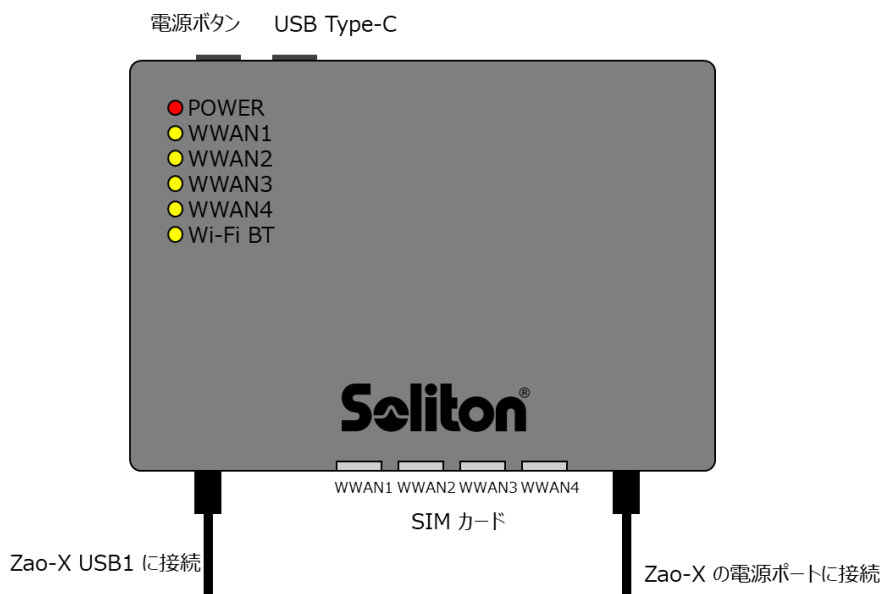 電源ボタン USB Type-C
POWER
WWAN1
WWAN2
WWAN3
WWAN4
Wi-Fi BT
Soliton®
WWAN1 WWAN2 WWAN3 WWAN4
SIM カード
Zao-X USB1 に接続
Zao-X の電源ポートに接続